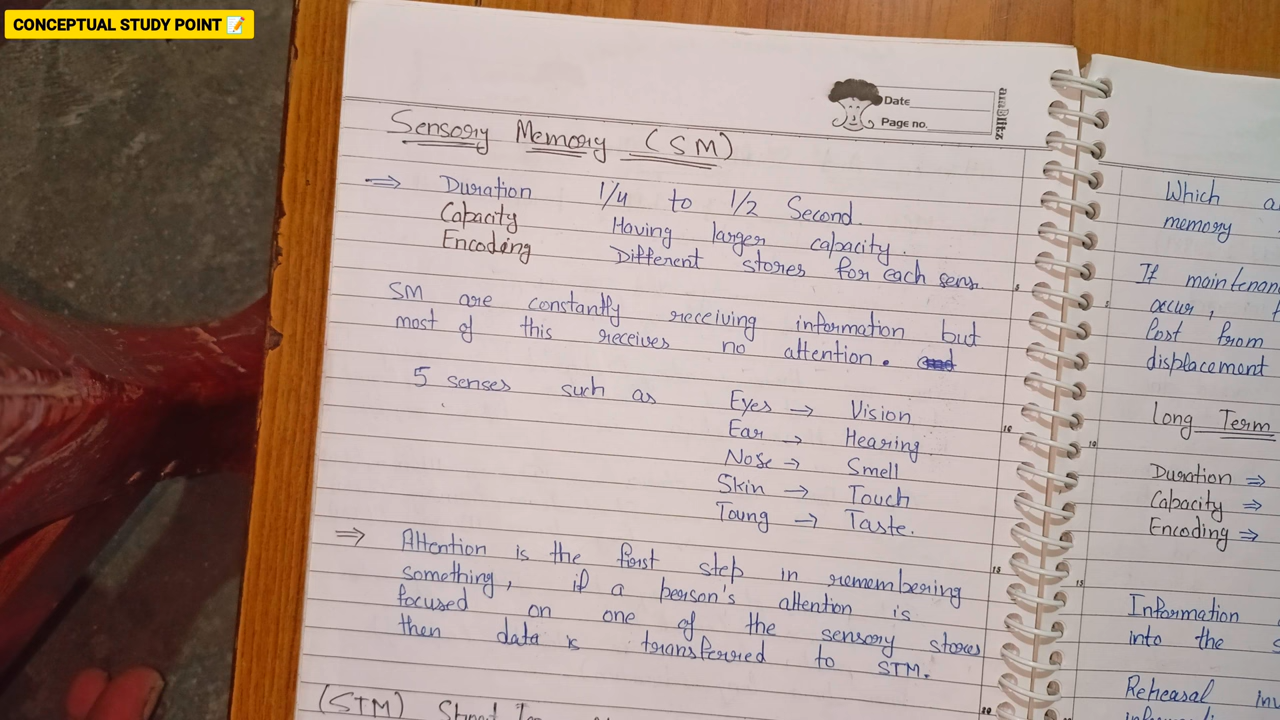 CONCEPTUAL STUDY POINT 📝
Date
Page no.
anaBlitz
Sensory Memory (SM)
⇒ Duration 1/4 to 1/2 Second.
Capacity Having larger capacity.
Encoding Different stores for each sens.
SM are constantly receiving information but
most of this receives no attention.
5 senses such as Eyes → Vision
Ear → Hearing
Nose → Smell
Skin → Touch
Toung → Taste.
⇒ Attention is the first step in remembering
something, if a person's attention is
focused on one of the sensory stores
then data is transferred to STM.
(STM) Short
Which
memory
If
occur,
lost from
displacement
Long Term
Duration ⇒
Capacity ⇒
Encoding ⇒
Information
into the
Rehearsal